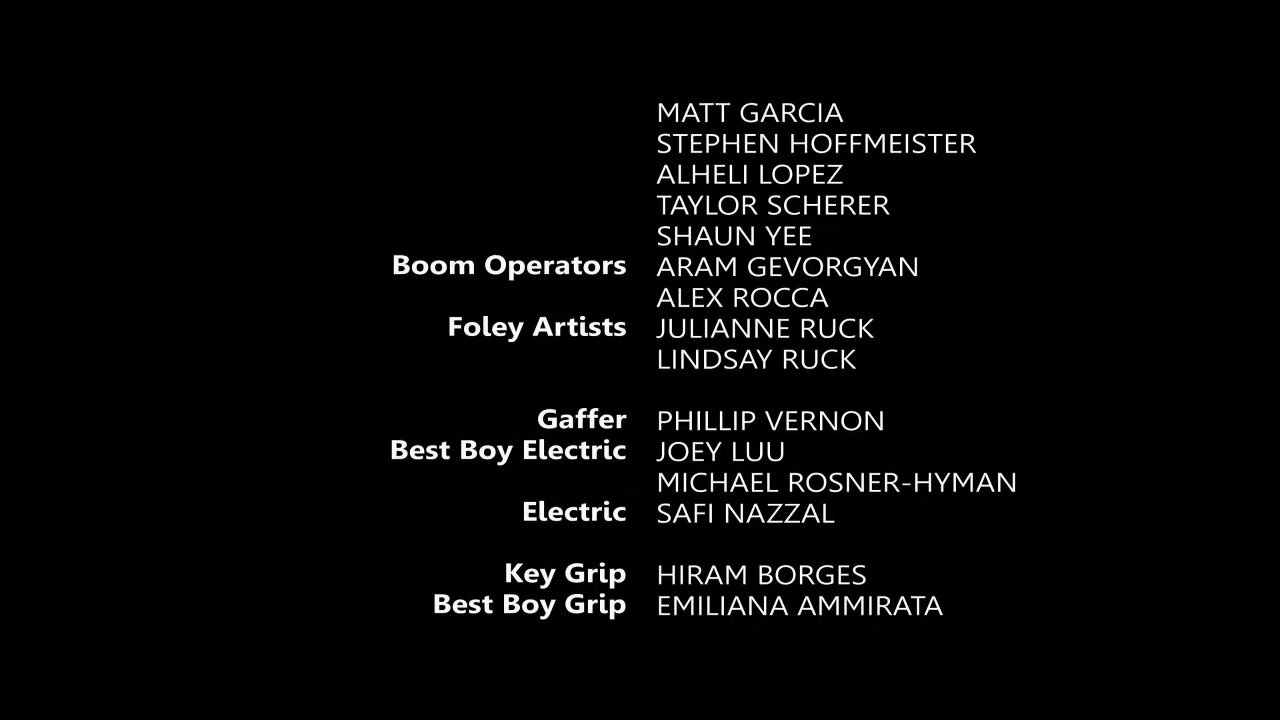 MATT GARCIA
STEPHEN HOFFMEISTER
ALHELI LOPEZ
TAYLOR SCHERER
SHAUN YEE
Boom Operators ARAM GEVORGYAN
ALEX ROCCA
Foley Artists JULIANNE RUCK
LINDSAY RUCK
Gaffer PHILLIP VERNON
Best Boy Electric JOEY LUU
MICHAEL ROSNER-HYMAN
Electric SAFI NAZZAL
Key Grip HIRAM BORGES
Best Boy Grip EMILIANA AMMIRATA